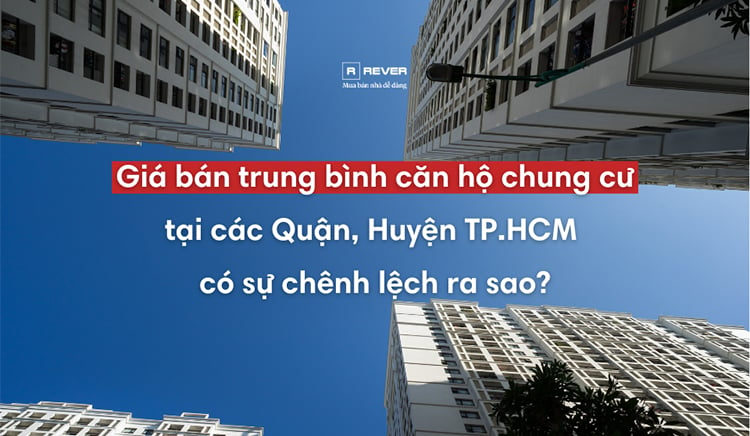 R REVER
Mua bán nhà dễ dàng
Giá bán trung bình căn hộ chung cư
tại các Quận, Huyện TP.HCM
có sự chênh lệch ra sao?